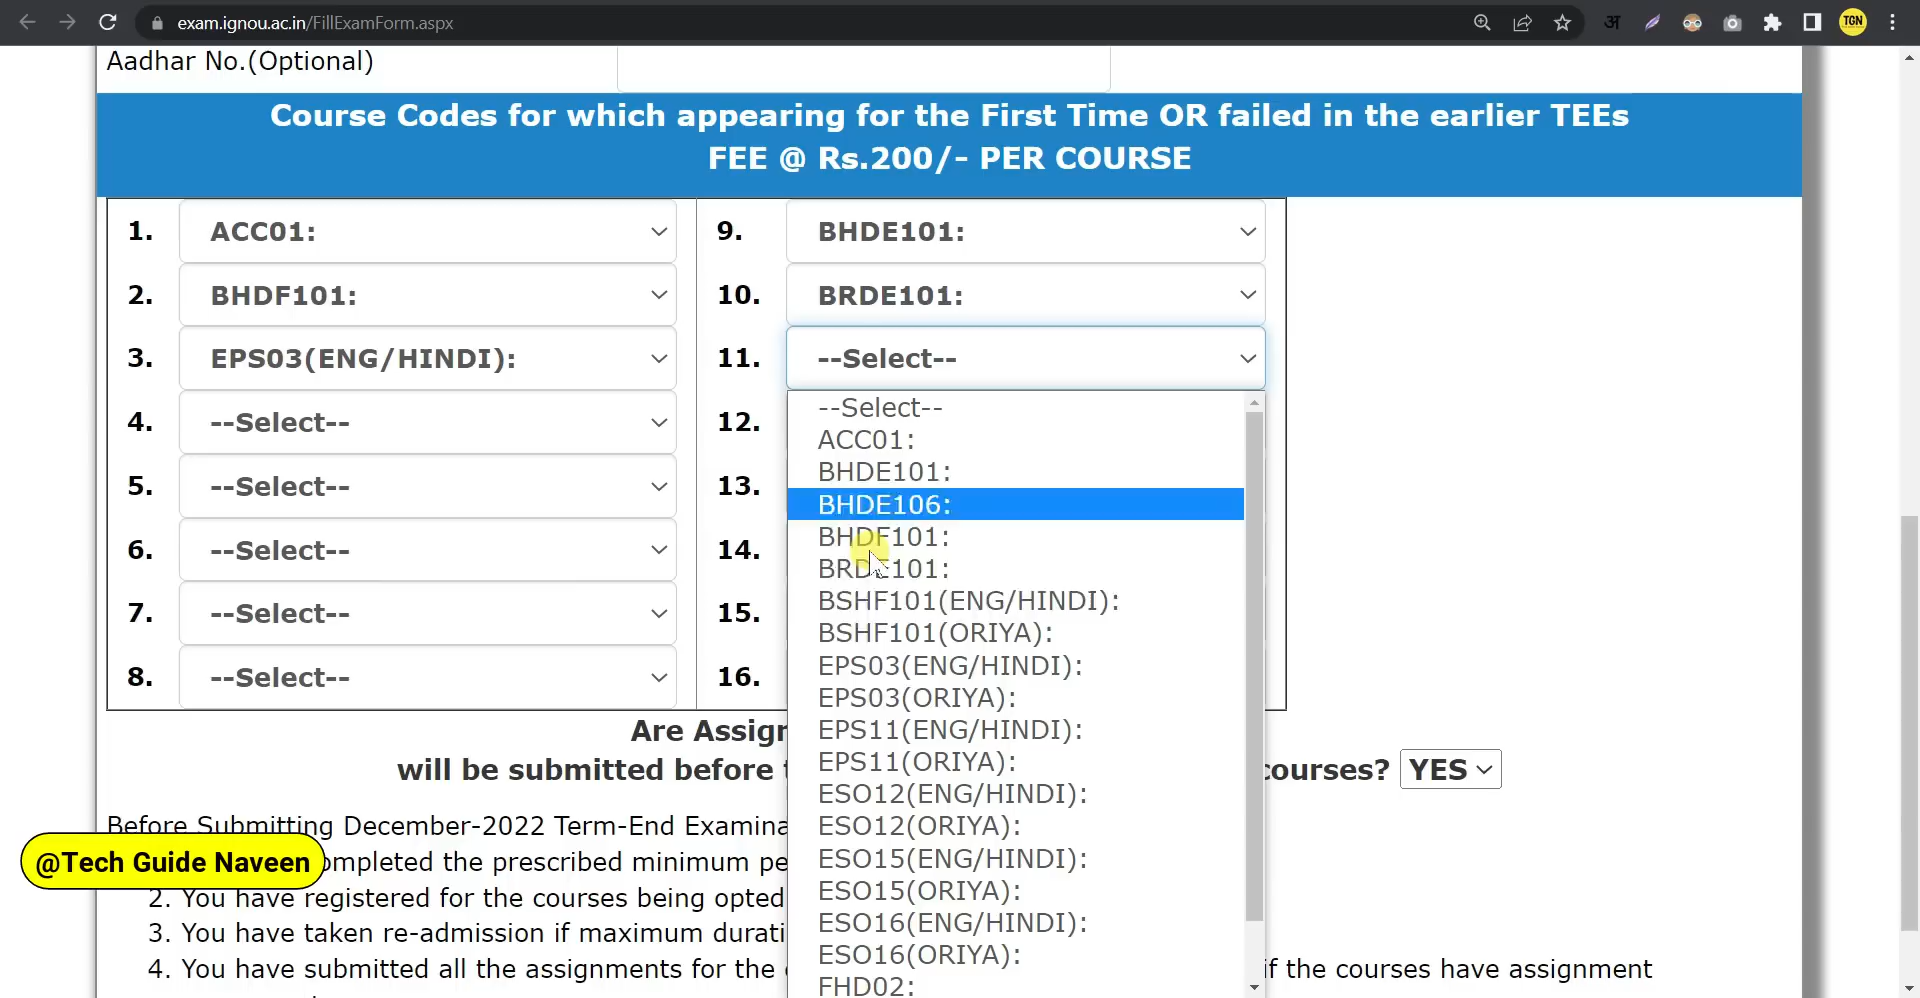 exam.ignou.ac.in/FillExamForm.aspx
अ
TGN
Aadhar No.(Optional)
Course Codes for which appearing for the First Time OR failed in the earlier TEEs
FEE @ Rs.200/- PER COURSE
1. ACC01:
2. BHDF101:
3. EPS03(ENG/HINDI):
4. --Select--
5. --Select--
6. --Select--
7. --Select--
8. --Select--
9. BHDE101:
10. BRDE101:
11. --Select--
12.
13.
14.
15.
16.
--Select--
ACC01:
BHDE101:
BHDE106:
BHDF101:
BRDE101:
BSHF101(ENG/HINDI):
BSHF101(ORIYA):
EPS03(ENG/HINDI):
EPS03(ORIYA):
EPS11(ENG/HINDI):
EPS11(ORIYA):
ESO12(ENG/HINDI):
ESO12(ORIYA):
ESO15(ENG/HINDI):
ESO15(ORIYA):
ESO16(ENG/HINDI):
ESO16(ORIYA):
FHD02:
Are Assign
will be submitted before courses? YES
Before Submitting December-2022 Term-End Examina
ompleted the prescribed minimum pe
2. You have registered for the courses being opted
3. You have taken re-admission if maximum durati
4. You have submitted all the assignments for the if the courses have assignment
@Tech Guide Naveen